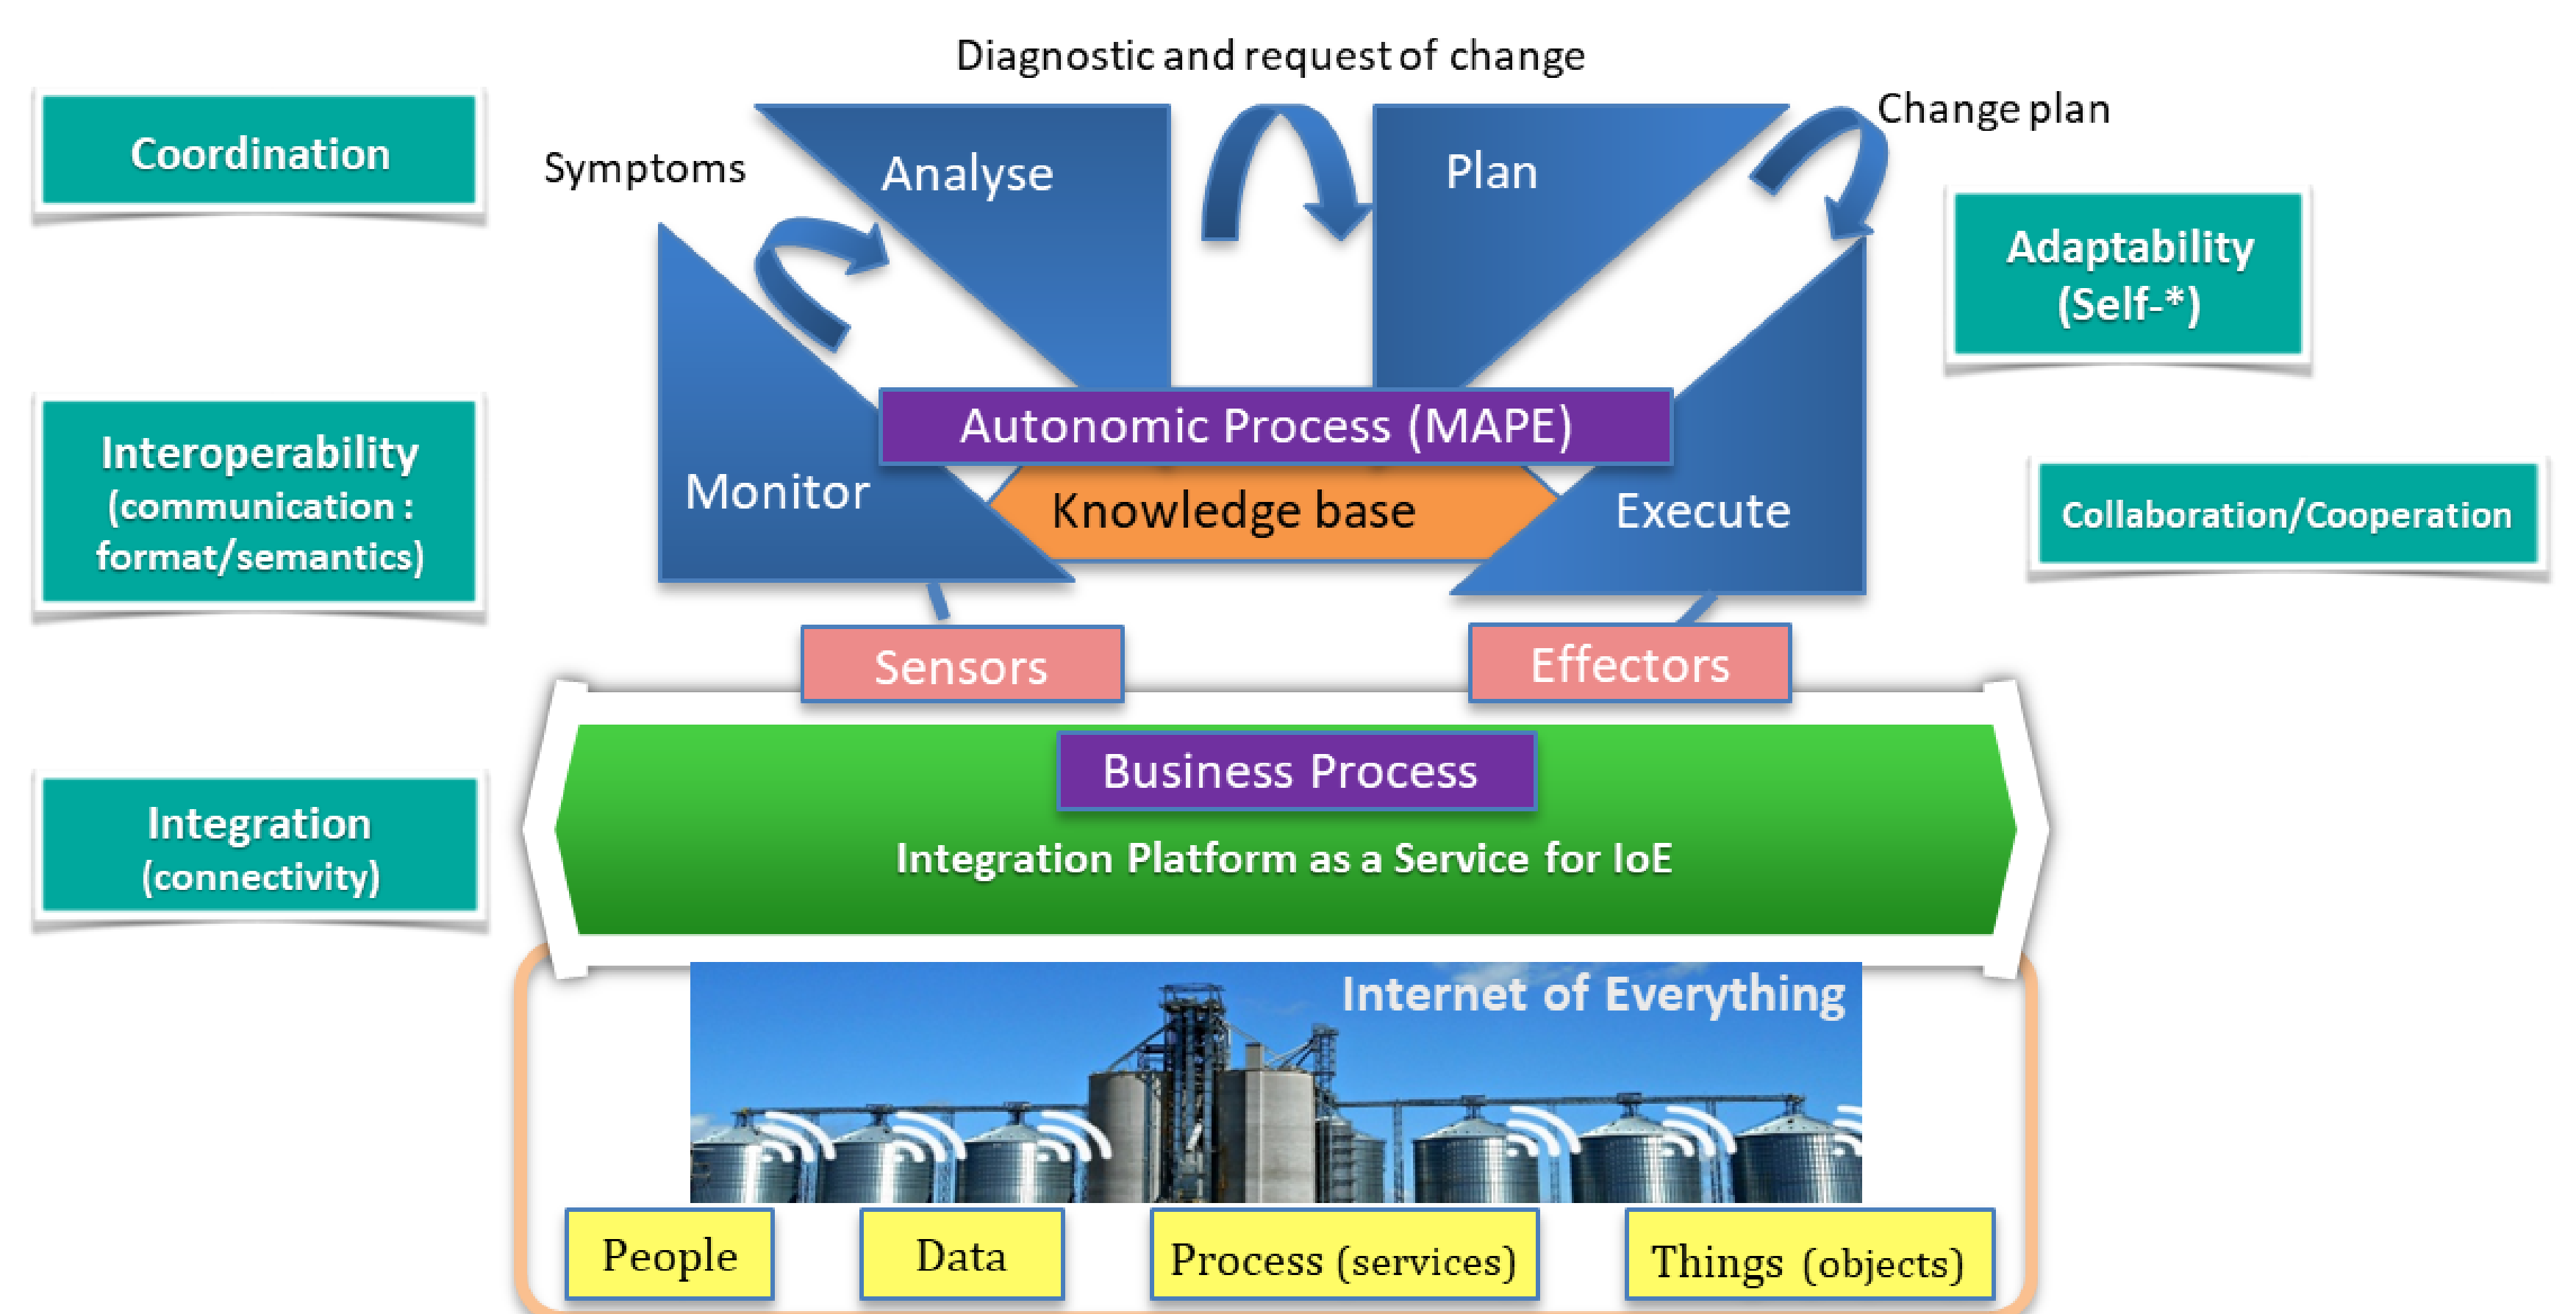 Diagnostic and request of change
Change plan
Coordination
Symptoms
Analyse
Plan
Adaptability
(Self-*)
Autonomic Process (MAPE)
Interoperability
(communication :
format/semantics)
Monitor
Knowledge base
Execute
Collaboration/Cooperation
Sensors
Effectors
Business Process
Integration
(connectivity)
Integration Platform as a Service for IoE
Internet of Everything
People
Data
Process (services)
Things (objects)